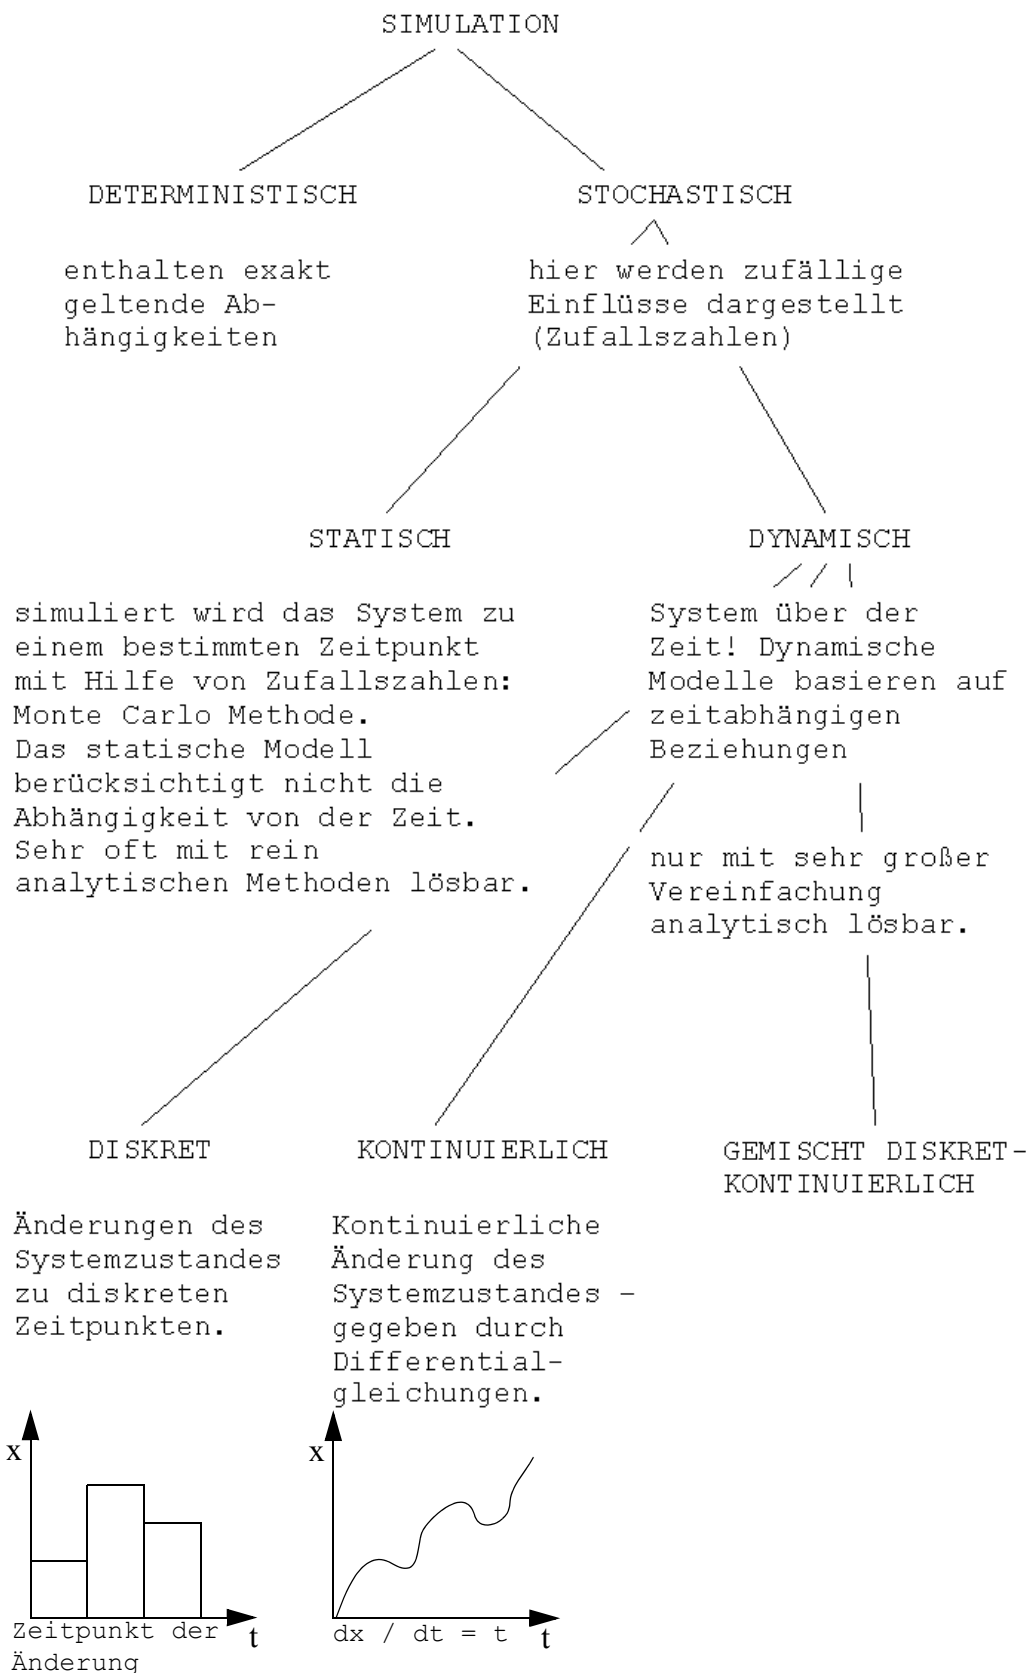 SIMULATION
DETERMINISTISCH
enthalten exakt
geltende Ab-
hängigkeiten
STOCHASTISCH
hier werden zufällige
Einflüsse dargestellt
(Zufallszahlen)
STATISCH
simuliert wird das System zu
einem bestimmten Zeitpunkt
mit Hilfe von Zufallszahlen:
Monte Carlo Methode.
Das statische Modell
berücksichtigt nicht die
Abhängigkeit von der Zeit.
Sehr oft mit rein
analytischen Methoden lösbar.
DYNAMISCH
System über der
Zeit! Dynamische
Modelle basieren auf
zeitabhängigen
Beziehungen
nur mit sehr großer
Vereinfachung
analytisch lösbar.
DISKRET
Änderungen des
Systemzustandes
zu diskreten
Zeitpunkten.
x
t
Zeitpunkt der
Änderung
KONTINUIERLICH
Kontinuierliche
Änderung des
Systemzustandes –
gegeben durch
Differential-
gleichungen.
x
dx / dt = t
t
GEMISCHT DISKRET-
KONTINUIERLICH